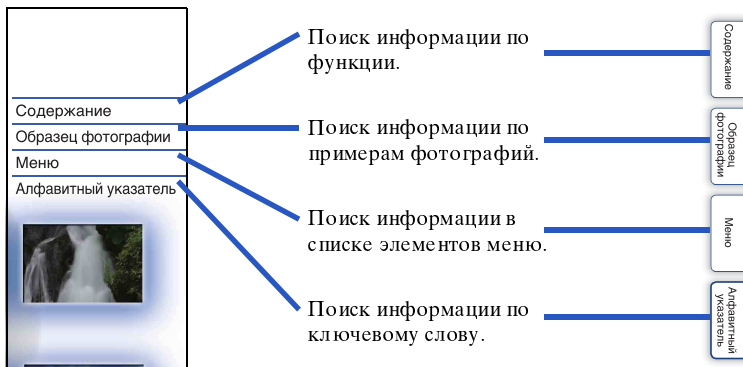 Содержание
Образец фотографии
Меню
Алфавитный указатель
Поиск информации по
функции.
Поиск информации по
примерам фотографий.
Поиск информации в
списке элементов меню.
Поиск информации по
ключевому слову.
Содержание
Образец
фотографии
Меню
Алфавитный
указатель